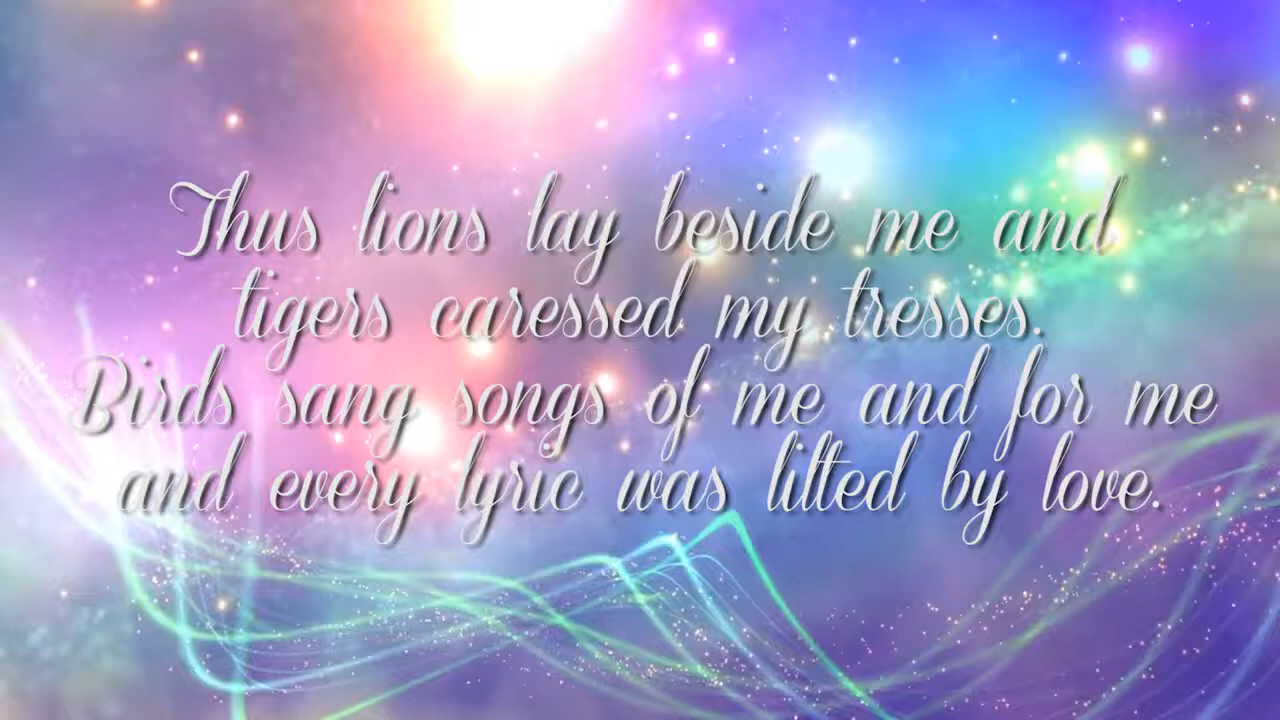 Thus lions lay beside me and
tigers caressed my tresses.
Birds sang songs of me and for me
and every lyric was lilted by love.